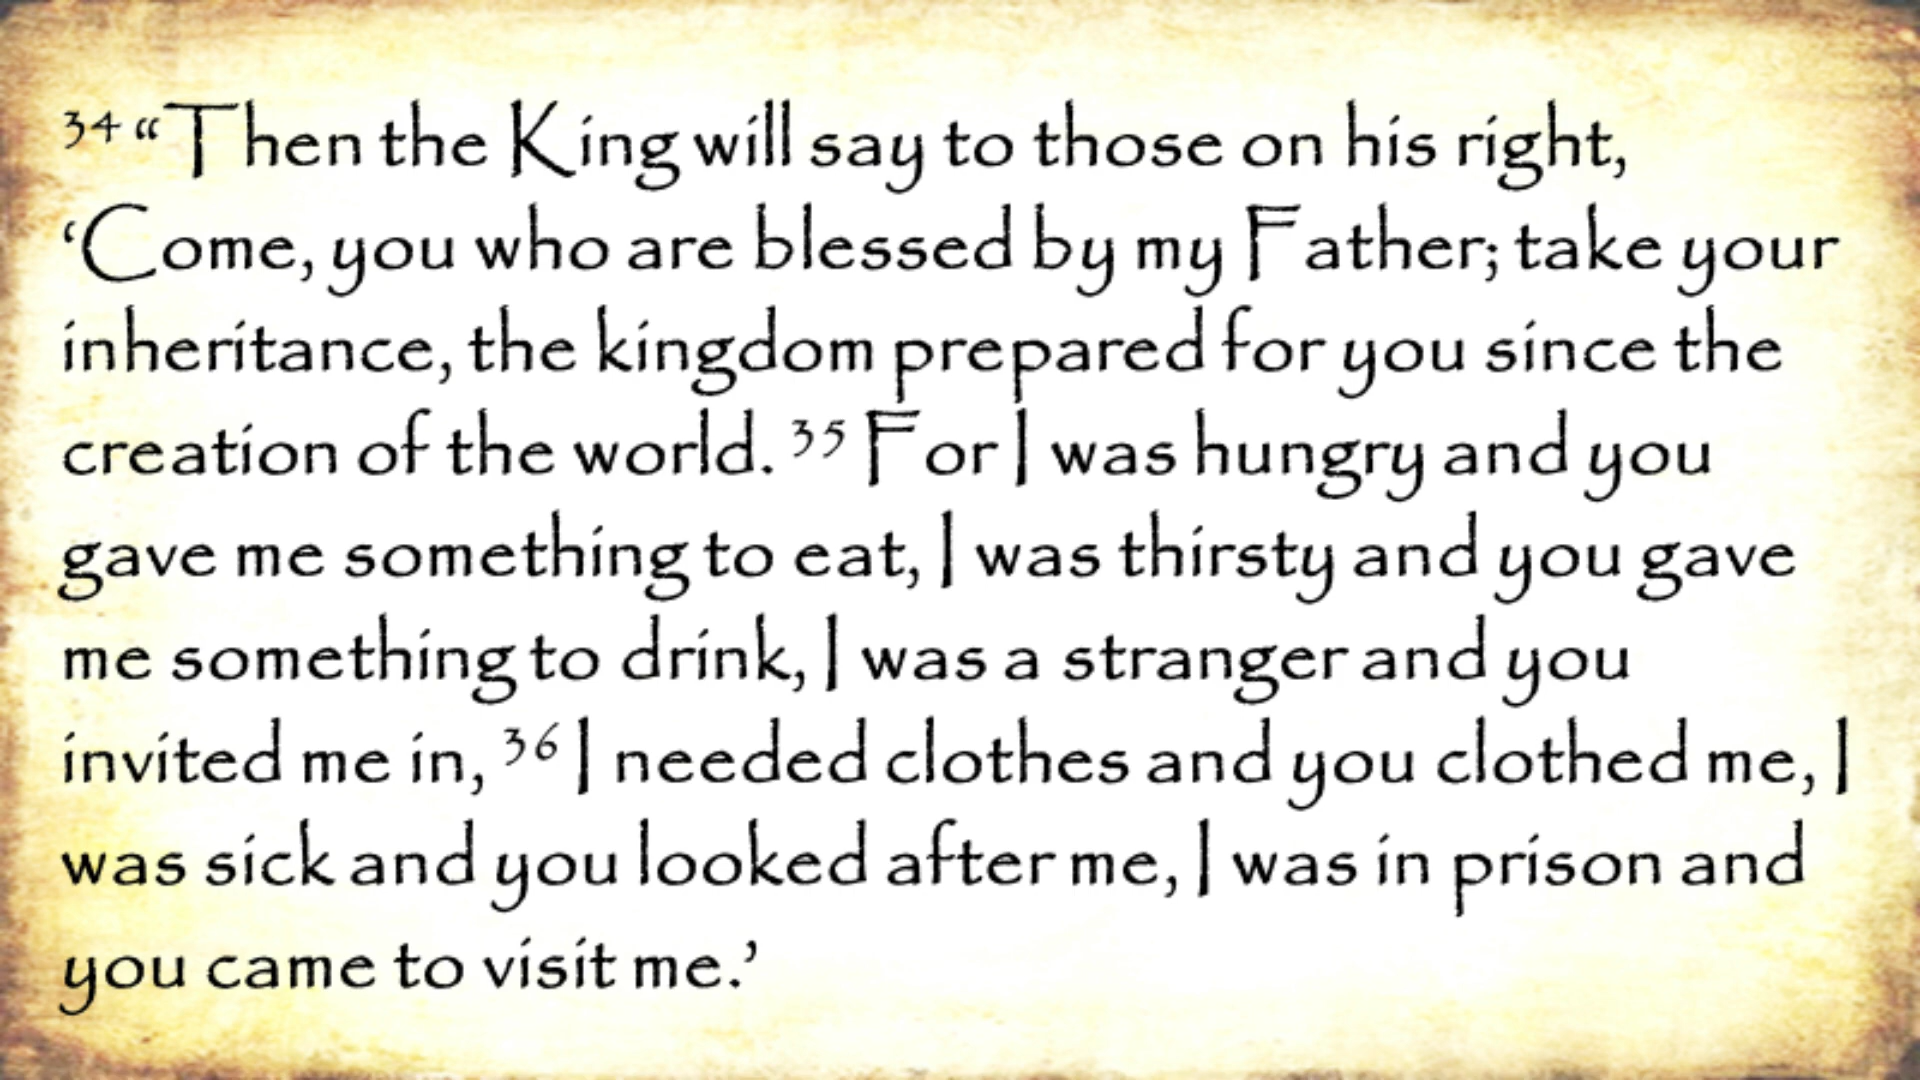 34 “Then the King will say to those on his right,
‘Come, you who are blessed by my Father; take your
inheritance, the kingdom prepared for you since the
creation of the world. 35 For I was hungry and you
gave me something to eat, I was thirsty and you gave
me something to drink, I was a stranger and you
invited me in, 36 I needed clothes and you clothed me, I
was sick and you looked after me, I was in prison and
you came to visit me.’